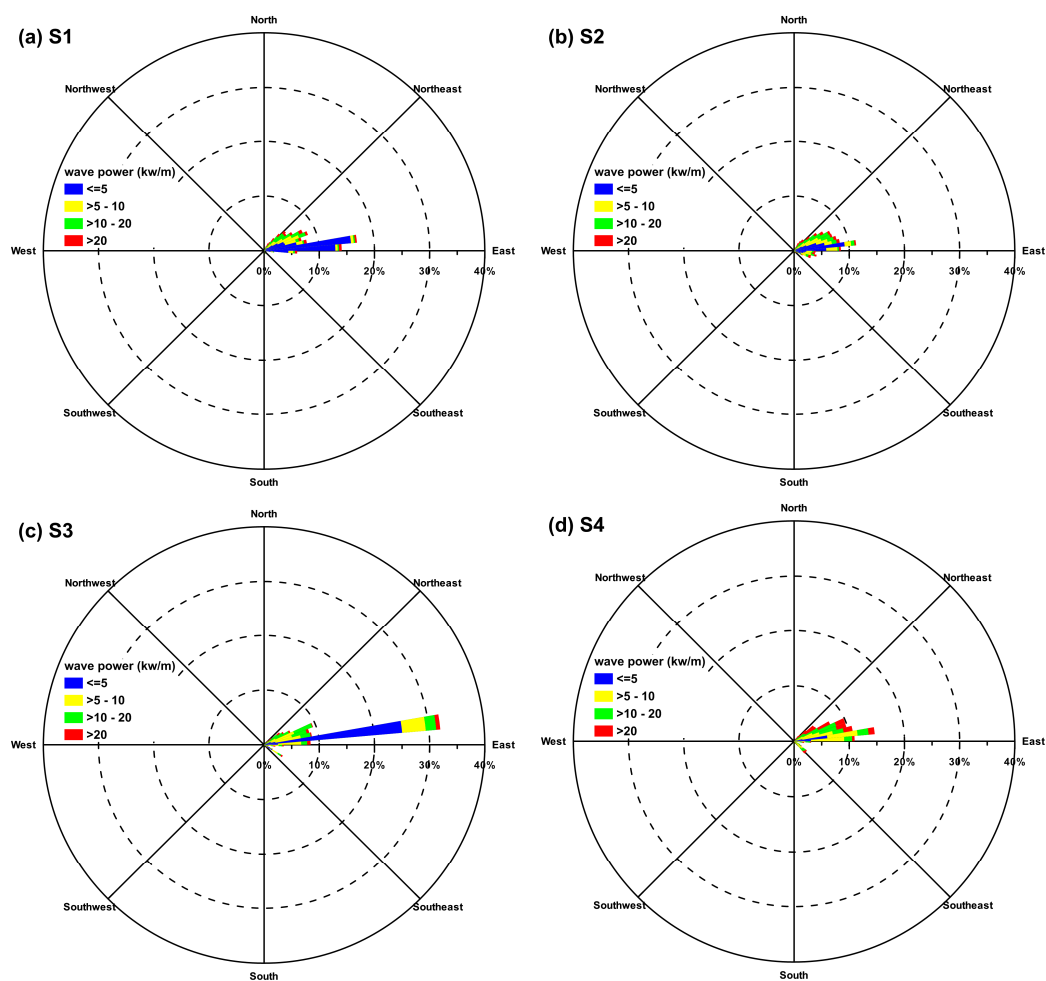 (a) S1
North
Northwest
Northeast
wave power (kw/m)
<=5
>5 - 10
>10 - 20
>20
West
East
0%
10%
20%
30%
40%
Southwest
Southeast
South
(b) S2
North
Northwest
Northeast
wave power (kw/m)
<=5
>5 - 10
>10 - 20
>20
West
East
0%
10%
20%
30%
40%
Southwest
Southeast
South
(c) S3
North
Northwest
Northeast
wave power (kw/m)
<=5
>5 - 10
>10 - 20
>20
West
East
0%
10%
20%
30%
40%
Southwest
Southeast
South
(d) S4
North
Northwest
Northeast
wave power (kw/m)
<=5
>5 - 10
>10 - 20
>20
West
East
0%
10%
20%
30%
40%
Southwest
Southeast
South